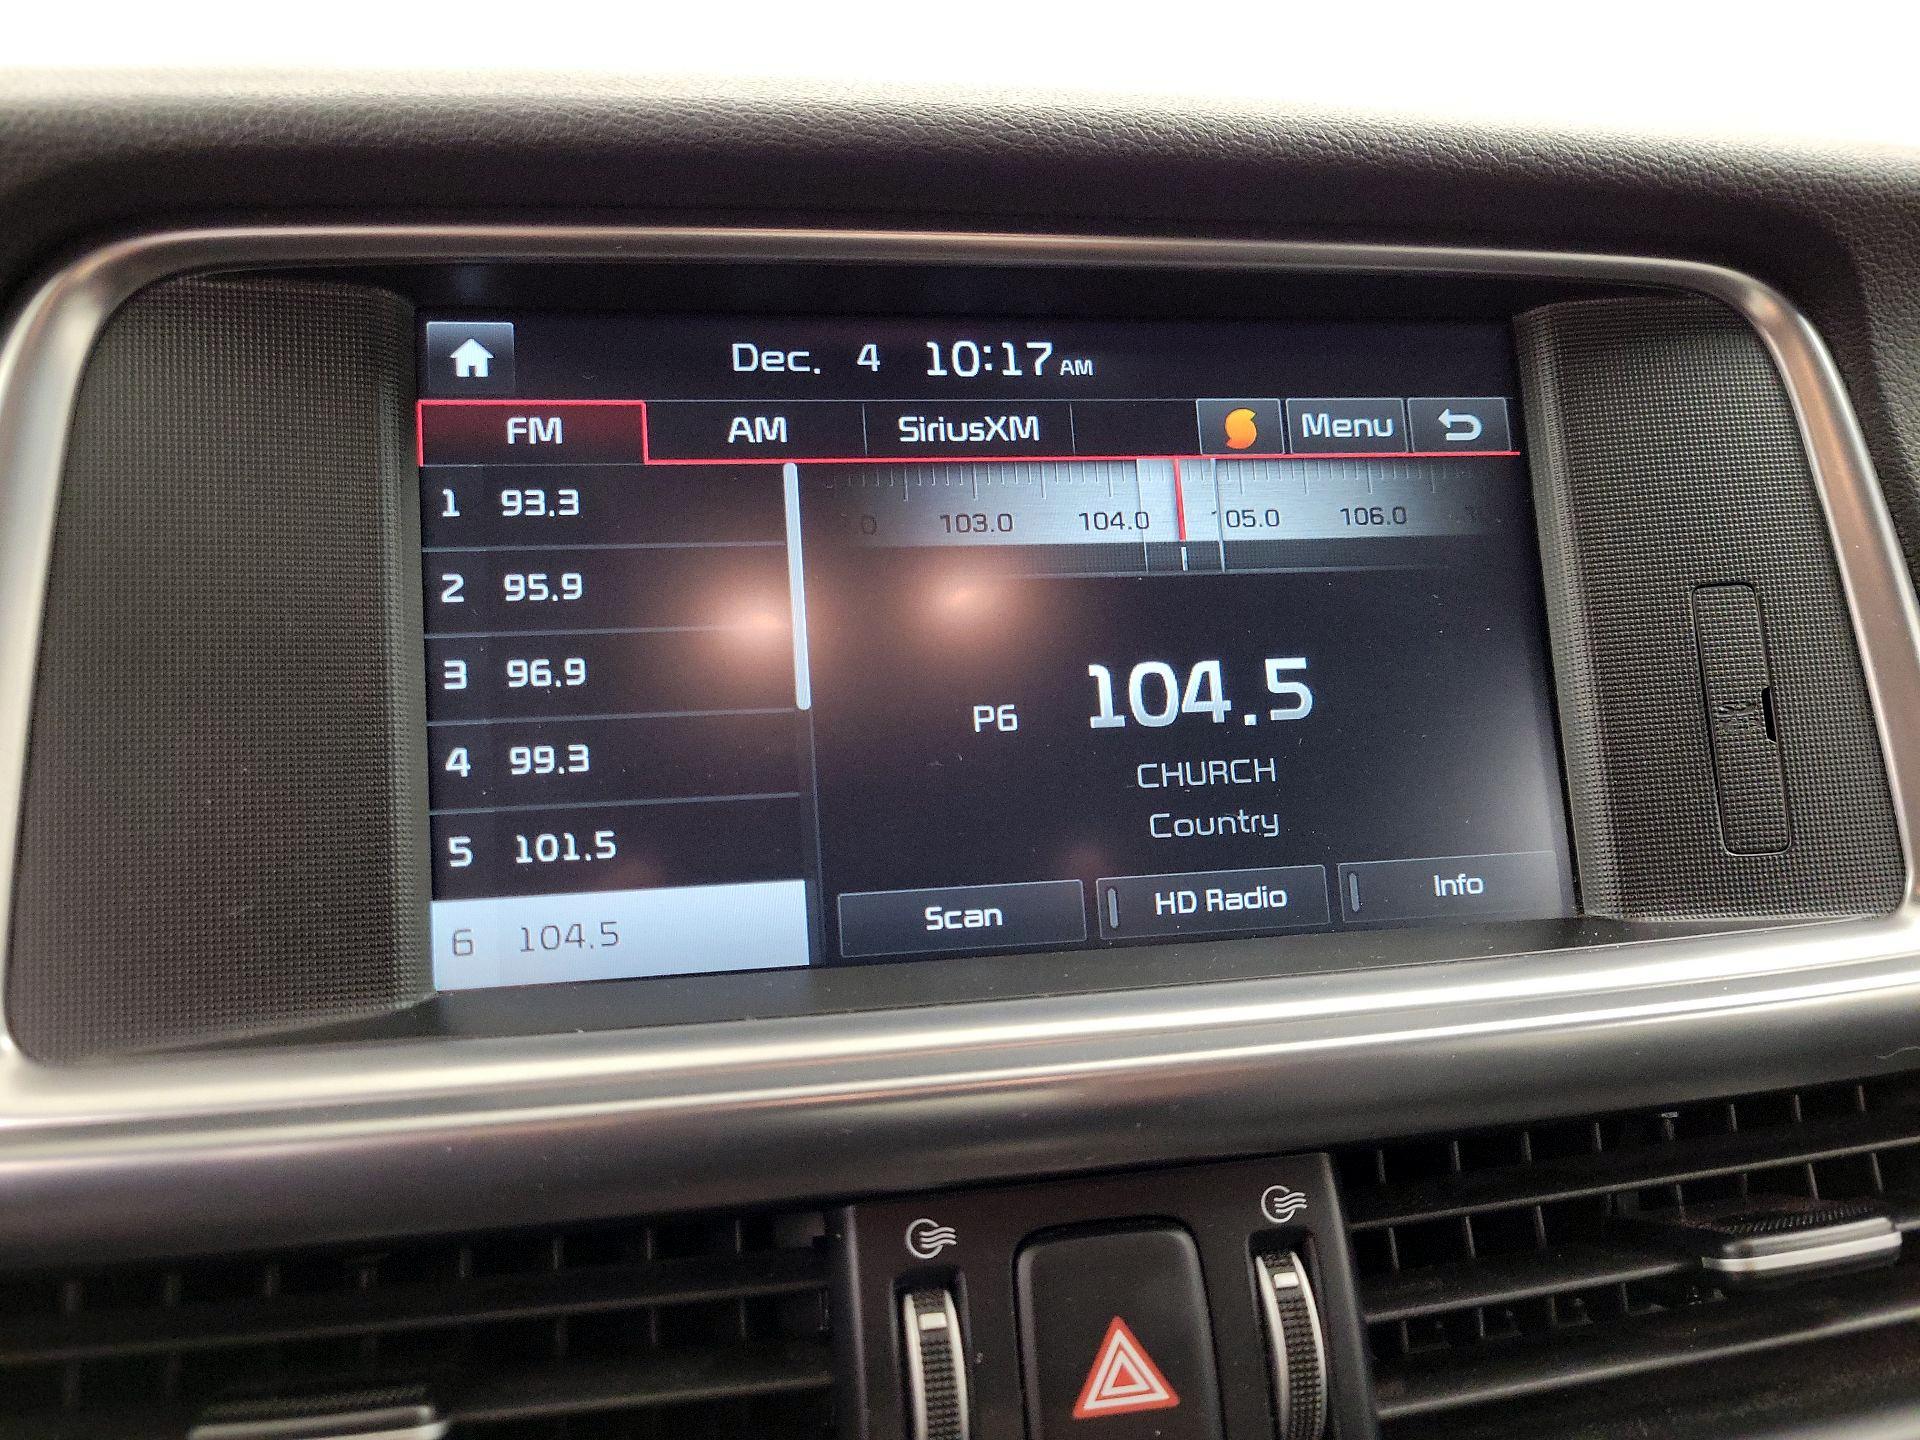 Dec. 4 10:17 AM
FM AM SiriusXM Menu
1 93.3
2 95.9
3 96.9
4 99.3
5 101.5
6 104.5
0 103.0 104.0 105.0 106.0
P6 104.5
CHURCH
Country
Scan HD Radio Info